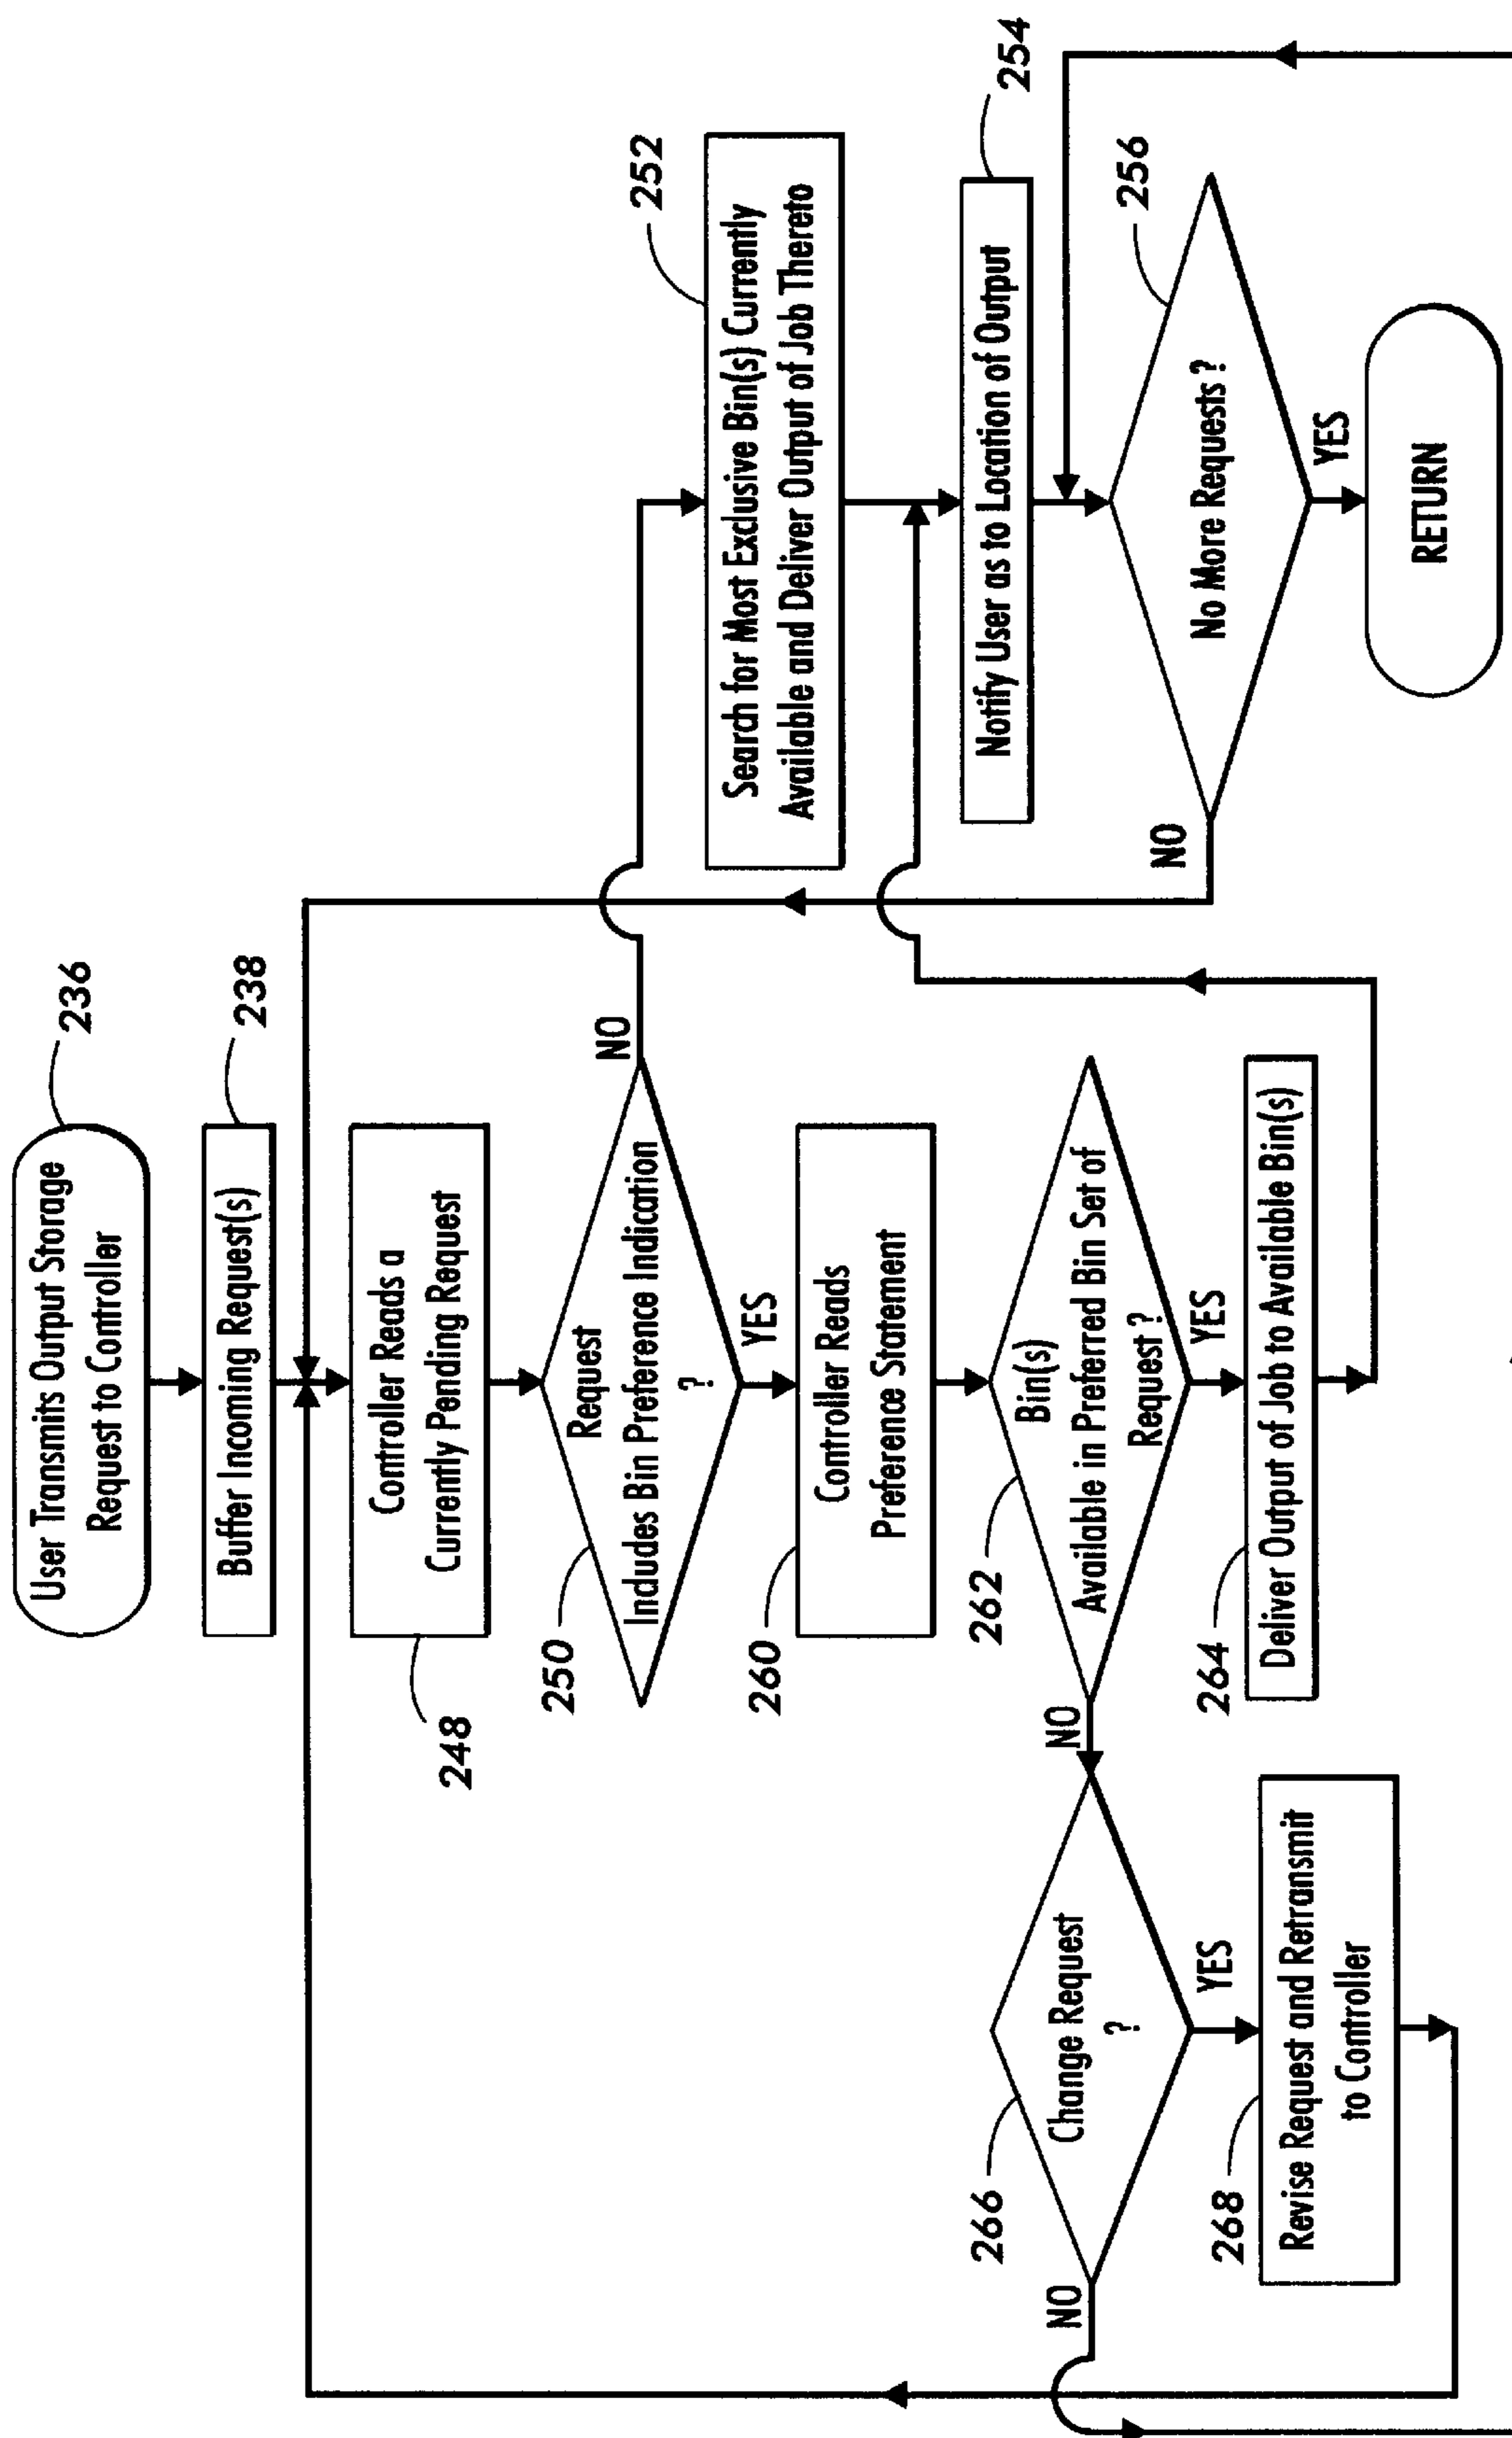 236
User Transmits Output Storage
Request to Controller
238
Buffer Incoming Request(s)
248
Controller Reads a
Currently Pending Request
250
Request
Includes Bin Preference Indication
?
NO
YES
252
Search for Most Exclusive Bin(s) Currently
Available and Deliver Output of Job Thereto
260
Controller Reads
Preference Statement
254
Notify User as to Location of Output
262
Bin(s)
Available in Preferred Bin Set of
Request ?
NO
YES
266
Change Request
?
NO
YES
256
No More Requests ?
NO
YES
264
Deliver Output of Job to Available Bin(s)
268
Revise Request and Retransmit
to Controller
RETURN